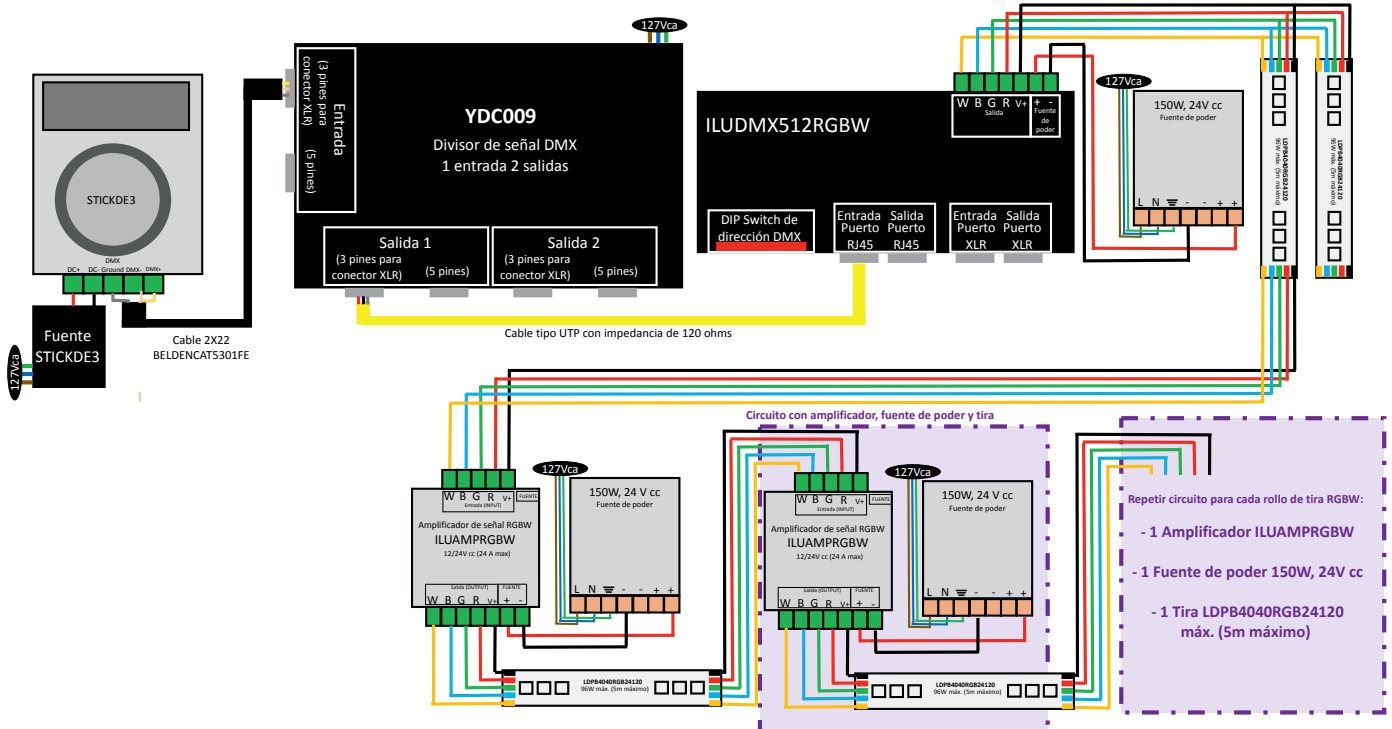 STICKDE3
DMX
DC+ DC- Ground DMX- DMX+
Fuente
STICKDE3
127Vca
Cable 2X22
BELDENCAT5301FE
127Vca
Entrada
(3 pines para
conector XLR)
(5 pines)
YDC009
Divisor de señal DMX
1 entrada 2 salidas
Salida 1
(3 pines para
conector XLR)
(5 pines)
Salida 2
(3 pines para
conector XLR)
(5 pines)
Cable tipo UTP con impedancia de 120 ohms
ILUDMX512RGBW
W B G R V+ + -
Salida
Fuente
de
poder
DIP Switch de
dirección DMX
Entrada
Puerto
RJ45
Salida
Puerto
RJ45
Entrada
Puerto
XLR
Salida
Puerto
XLR
127Vca
150W, 24V cc
Fuente de poder
L N - - + +
LDPB4040RGB24120
96W máx. (5m máximo)
LDPB4040RGB24120
96W máx. (5m máximo)
Circuito con amplificador, fuente de poder y tira
W B G R V+ FUENTE
Entrada (INPUT)
Amplificador de señal RGBW
ILUAMPRGBW
12/24V cc (24 A max)
Salida (OUTPUT) FUENTE
W B G R V+ + -
127Vca
150W, 24 V cc
Fuente de poder
L N - - + +
LDPB4040RGB24120
96W máx. (5m máximo)
W B G R V+ FUENTE
Entrada (INPUT)
Amplificador de señal RGBW
ILUAMPRGBW
12/24V cc (24 A max)
Salida (OUTPUT) FUENTE
W B G R V+ + -
127Vca
150W, 24 V cc
Fuente de poder
L N - - + +
LDPB4040RGB24120
96W máx. (5m máximo)
Repetir circuito para cada rollo de tira RGBW:
- 1 Amplificador ILUAMPRGBW
- 1 Fuente de poder 150W, 24V cc
- 1 Tira LDPB4040RGB24120
máx. (5m máximo)